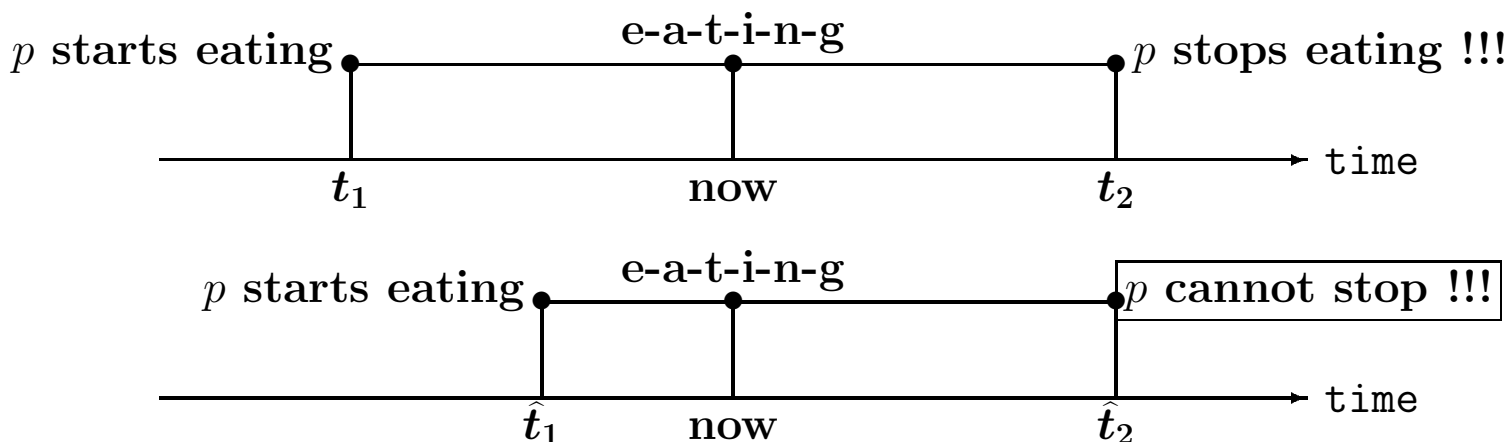 e-a-t-i-n-g
p starts eating p stops eating !!!
time
t₁ now t₂
e-a-t-i-n-g
p starts eating p cannot stop !!!
time
t̂₁ now t̂₂